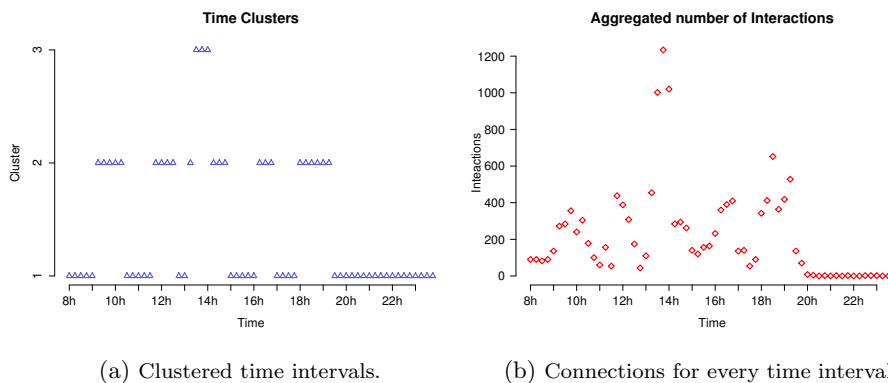 Time Clusters
Cluster
3
2
1
8h 10h 12h 14h 16h 18h 20h 22h
Time
(a) Clustered time intervals.
Aggregated number of Interactions
Inteactions
1200
1000
800
600
400
200
0
8h 10h 12h 14h 16h 18h 20h 22h
Time
(b) Connections for every time interval